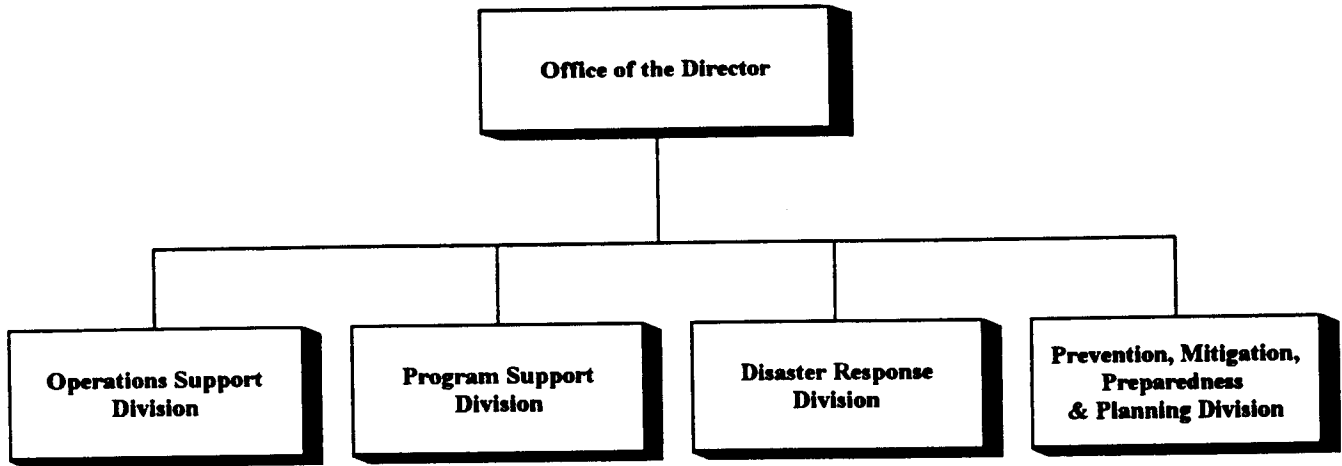 Office of the Director
Operations Support
Division
Program Support
Division
Disaster Response
Division
Prevention, Mitigation,
Preparedness
& Planning Division